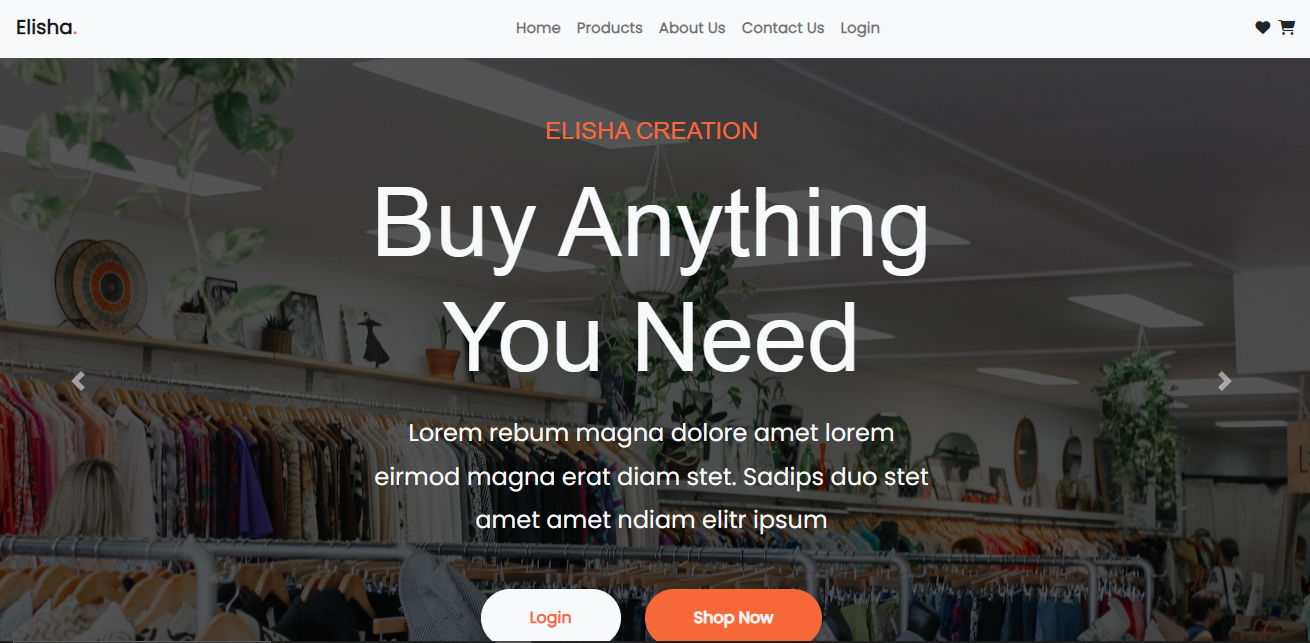 Elisha.
Home Products About Us Contact Us Login
ELISHA CREATION
Buy Anything
You Need
Lorem rebum magna dolore amet lorem
eirmod magna erat diam stet. Sadips duo stet
amet amet ndiam elitr ipsum
Login Shop Now